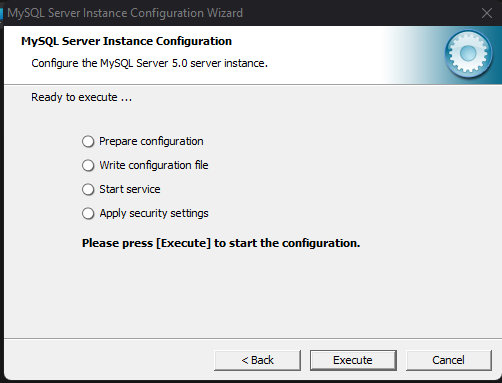 MySQL Server Instance Configuration Wizard
MySQL Server Instance Configuration
Configure the MySQL Server 5.0 server instance.
Ready to execute ...
Prepare configuration
Write configuration file
Start service
Apply security settings
Please press [Execute] to start the configuration.
< Back
Execute
Cancel